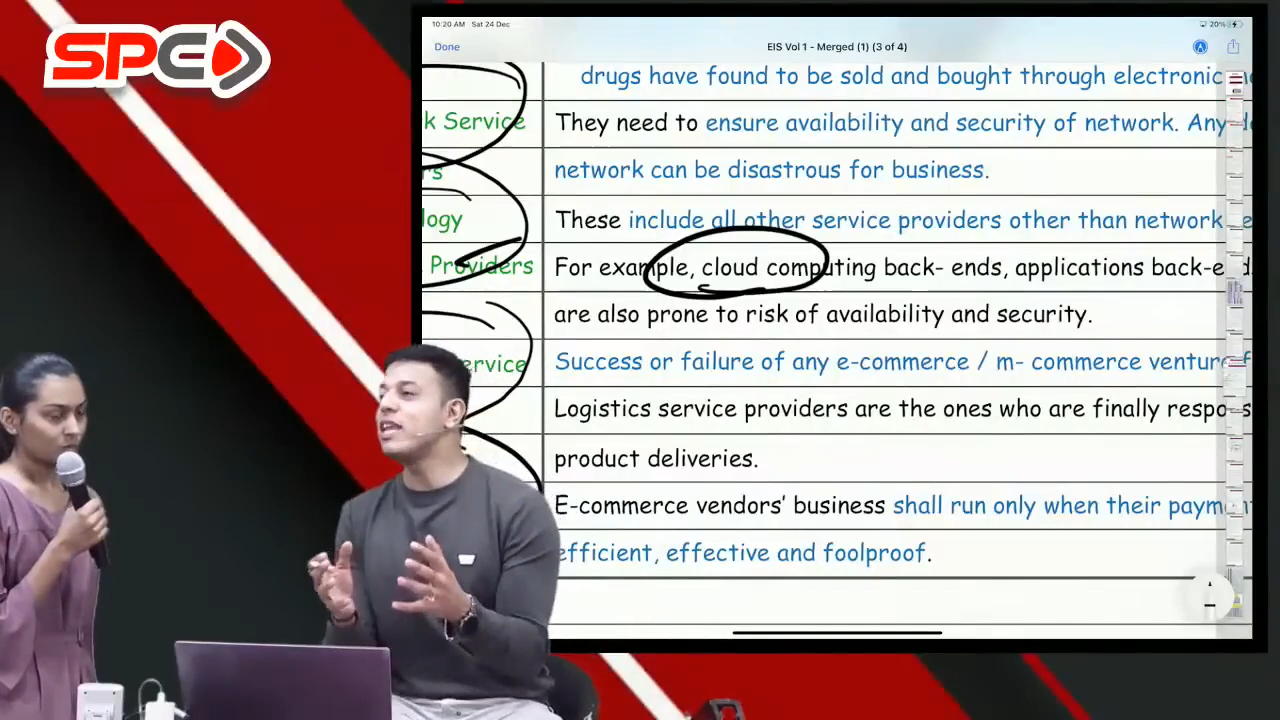 SPC
10:20 AM Sat 24 Dec
20%
Done
EIS Vol 1 - Merged (1) (3 of 4)
drugs have found to be sold and bought through electronic
k Service They need to ensure availability and security of network. Any
rs network can be disastrous for business.
logy These include all other service providers other than network
Providers For example, cloud computing back- ends, applications back-e
are also prone to risk of availability and security.
ervice Success or failure of any e-commerce / m- commerce venture
Logistics service providers are the ones who are finally respo
product deliveries.
E-commerce vendors' business shall run only when their paym
efficient, effective and foolproof.